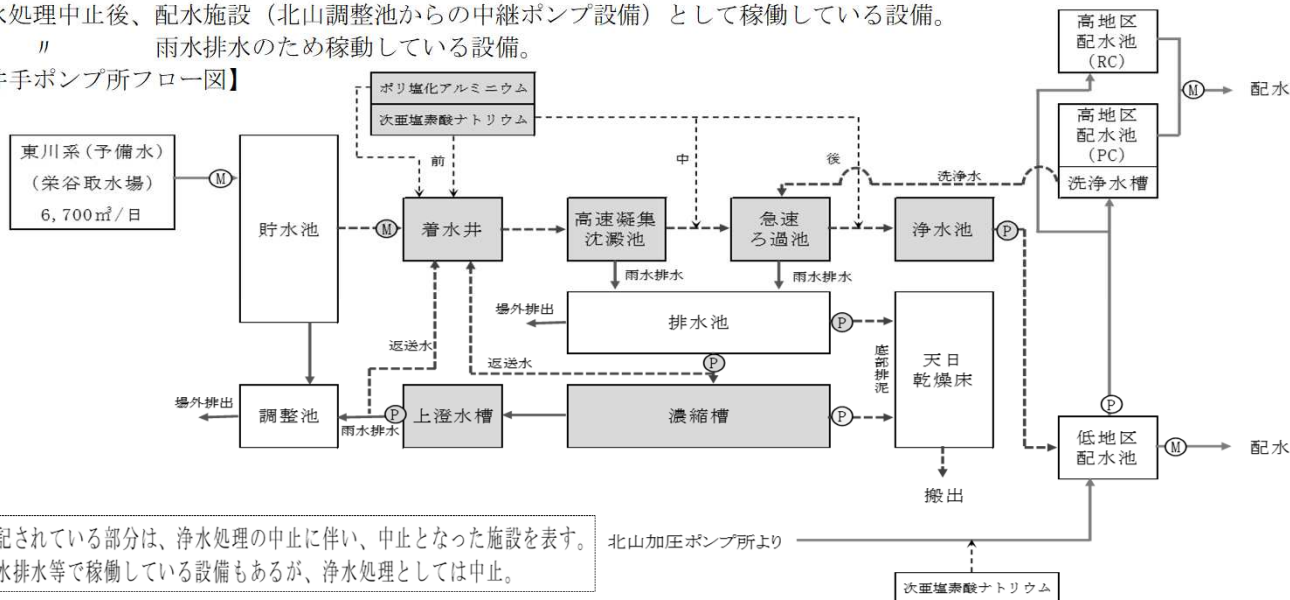 水処理中止後、配水施設（北山調整池からの中継ポンプ設備）として稼働している設備。
〃 雨水排水のため稼動している設備。
井手ポンプ所フロー図】
高地区
配水池
(RC)
ポリ塩化アルミニウム
次亜塩素酸ナトリウム
M
配水
東川系(予備水)
(栄谷取水場)
6,700㎥/日
M
前
中
後
洗浄水
高地区
配水池
(PC)
洗浄水槽
貯水池
M
着水井
高速凝集
沈澱池
急速
ろ過池
浄水池
P
雨水排水
雨水排水
場外排出
排水池
P
返送水
返送水
P
底部排泥
天日
乾燥床
場外排出
調整池
雨水排水
P
上澄水槽
濃縮槽
P
P
低地区
配水池
M
配水
搬出
記されている部分は、浄水処理の中止に伴い、中止となった施設を表す。
水排水等で稼働している設備もあるが、浄水処理としては中止。
北山加圧ポンプ所より
次亜塩素酸ナトリウム